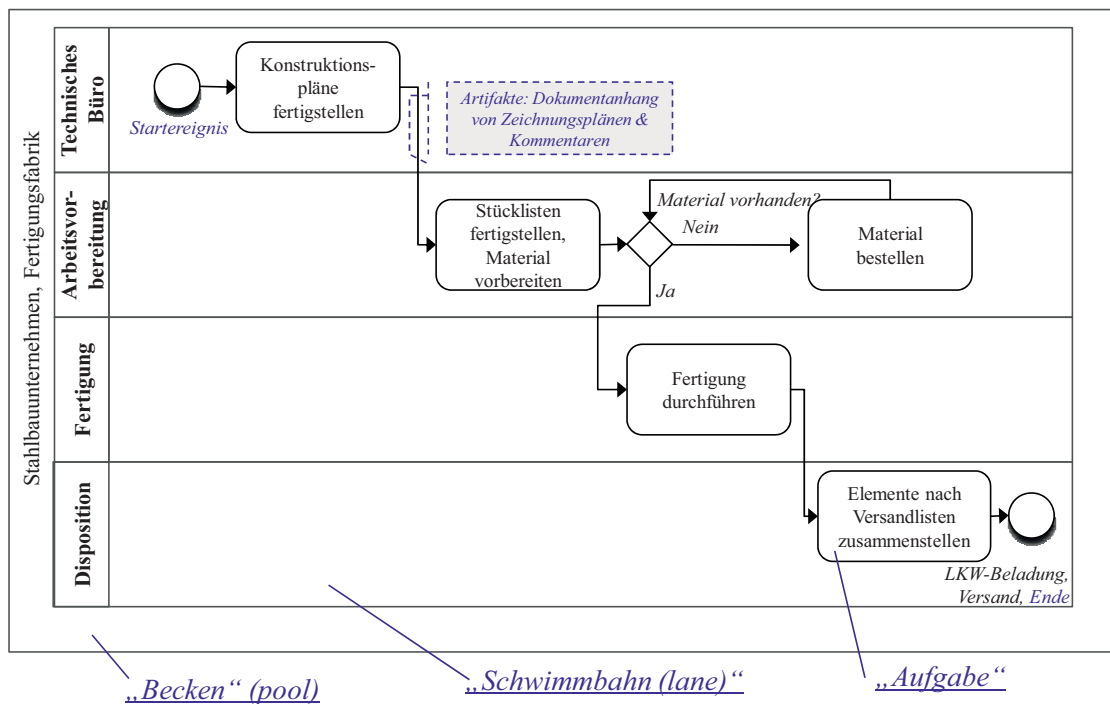 Stahlbauunternehmen, Fertigungsfabrik
Technisches
Büro
Startereignis
Konstruktions-
pläne
fertigstellen
Artifakte: Dokumentanhang
von Zeichnungsplänen &
Kommentaren
Arbeitsvor-
bereitung
Stücklisten
fertigstellen,
Material
vorbereiten
Material vorhanden?
Nein
Ja
Material
bestellen
Fertigung
Fertigung
durchführen
Disposition
Elemente nach
Versandlisten
zusammenstellen
LKW-Beladung,
Versand, Ende
„Becken“ (pool)
„Schwimmbahn (lane)“
„Aufgabe“